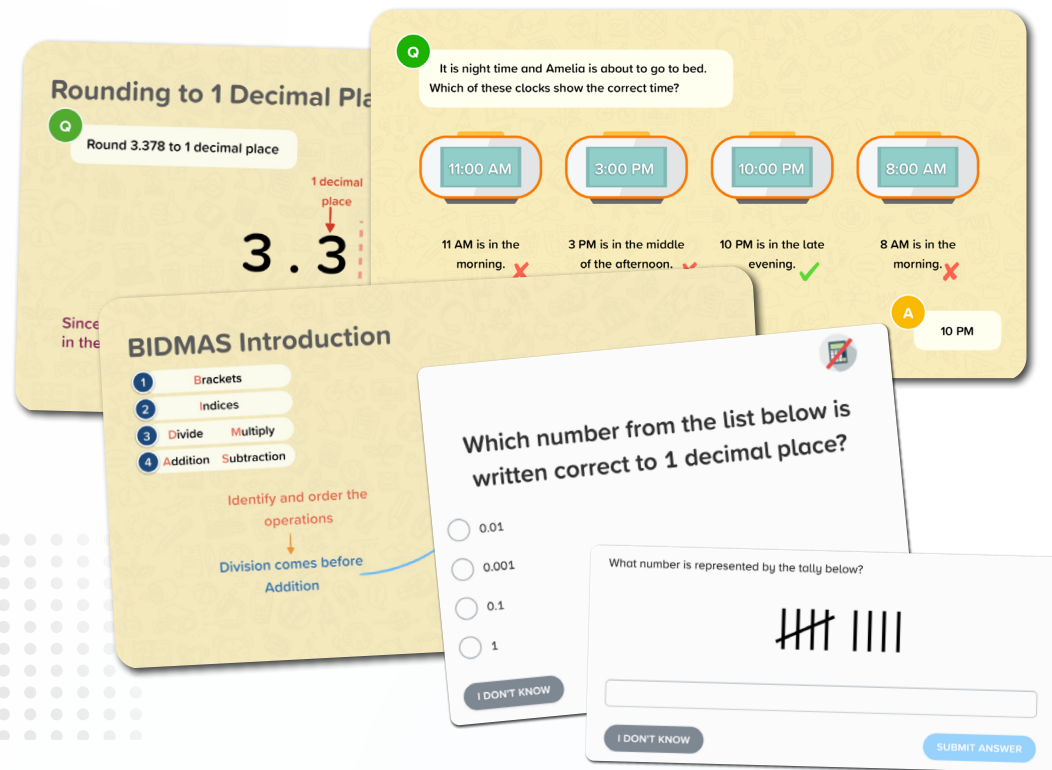 Rounding to 1 Decimal
Q
Round 3.378 to 1 decimal place
1 decimal
place
3.3
Since
in the
Q
It is night time and Amelia is about to go to bed.
Which of these clocks show the correct time?
11:00 AM
3:00 PM
10:00 PM
8:00 AM
11 AM is in the
morning.
3 PM is in the middle
of the afternoon.
10 PM is in the late
evening.
8 AM is in the
morning.
A
10 PM
BIDMAS Introduction
1 Brackets
2 Indices
3 Divide Multiply
4 Addition Subtraction
Identify and order the
operations
Division comes before
Addition
Which number from the list below is
written correct to 1 decimal place?
0.01
0.001
0.1
1
I DON'T KNOW
What number is represented by the tally below?
I DON'T KNOW
SUBMIT ANSWER